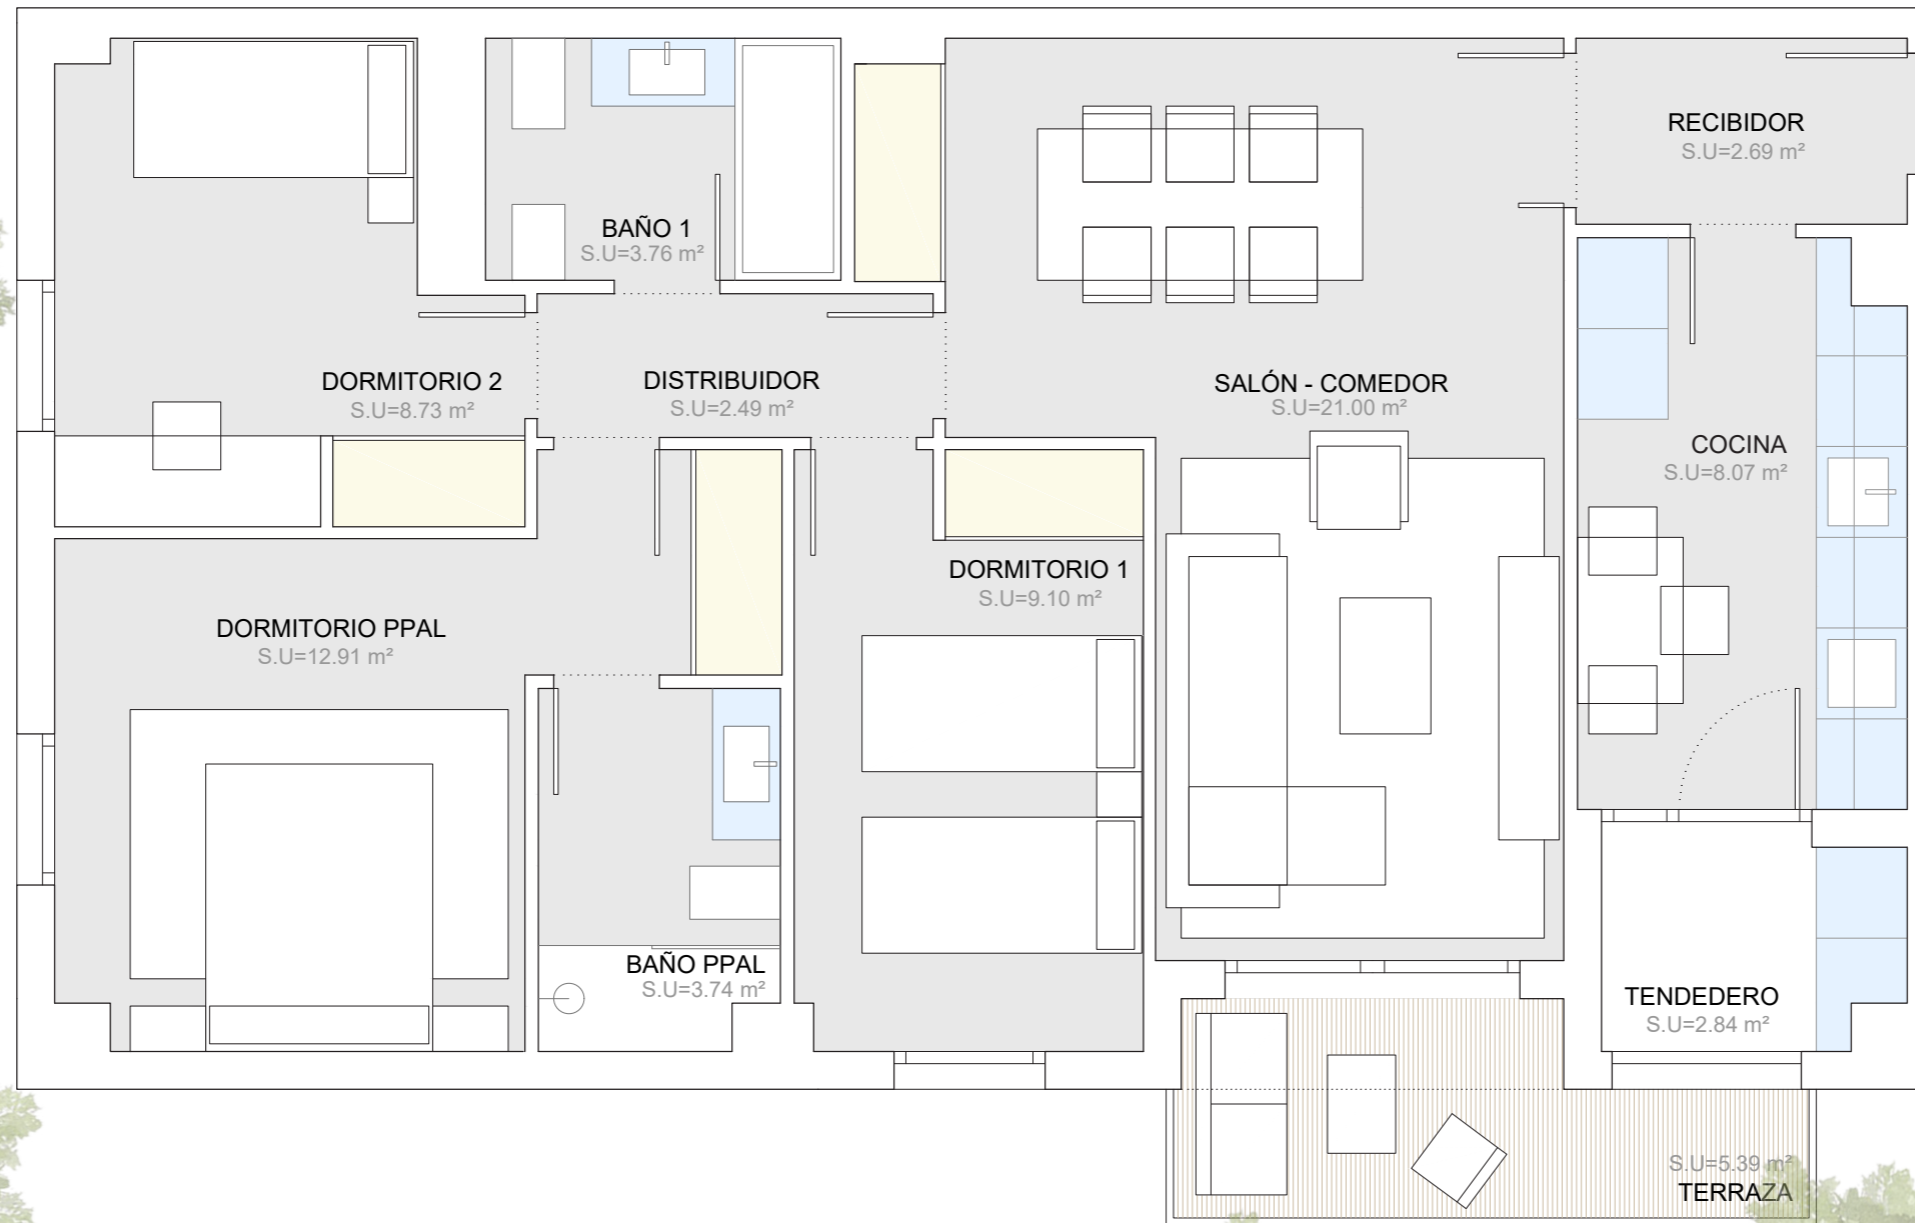 RECIBIDOR
S.U=2.69 m²
BAÑO 1
S.U=3.76 m²
DORMITORIO 2
S.U=8.73 m²
DISTRIBUIDOR
S.U=2.49 m²
SALÓN - COMEDOR
S.U=21.00 m²
COCINA
S.U=8.07 m²
DORMITORIO 1
S.U=9.10 m²
DORMITORIO PPAL
S.U=12.91 m²
BAÑO PPAL
S.U=3.74 m²
TENDEDERO
S.U=2.84 m²
S.U=5.39 m²
TERRAZA